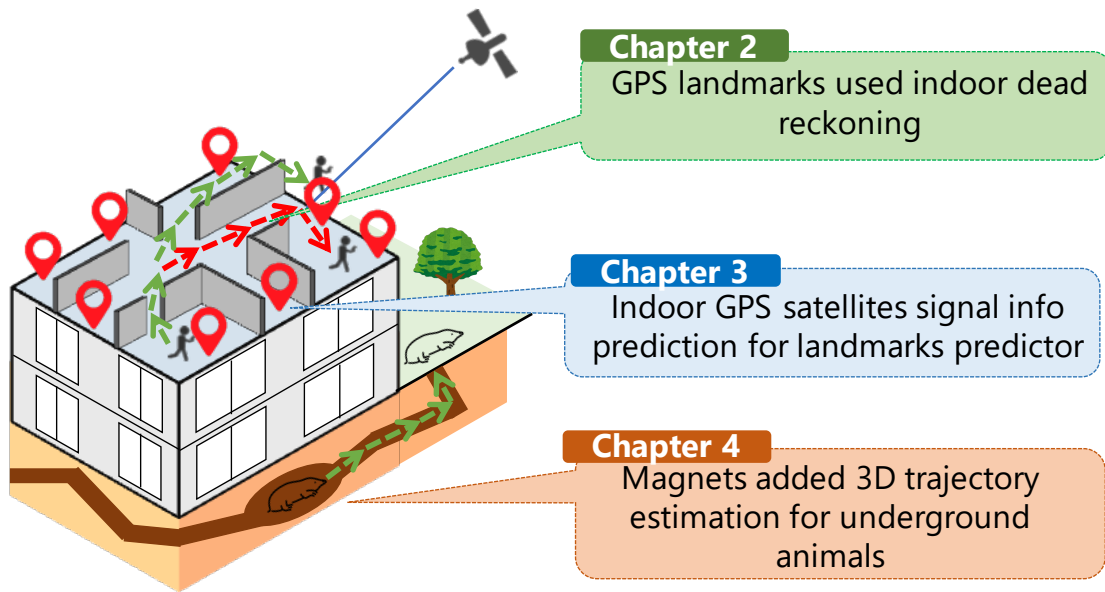 Chapter 2
GPS landmarks used indoor dead
reckoning
Chapter 3
Indoor GPS satellites signal info
prediction for landmarks predictor
Chapter 4
Magnets added 3D trajectory
estimation for underground
animals